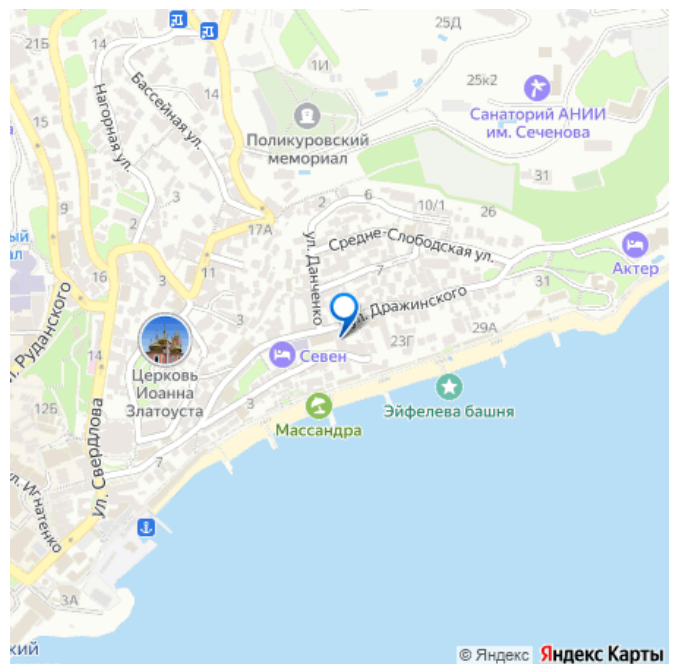 21Б
14
25Д
1И
25к2
Санаторий АНИИ
им. Сеченова
Нагорная ул.
Бассейная ул.
14
14
Поликуровский
мемориал
31
3
9
2
2
6
10/1
26
17А
Средне-Слободская ул.
ул. Данченко
7
Актер
16
11
3
31
ул. Дражинского
29А
23Г
14
Церковь
Иоанна
Златоуста
Севен
12Б
3
Массандра
Эйфелева башня
ул. Свердлова
7
ул. Игнатенко
3А
кий
© Яндекс Яндекс Карты